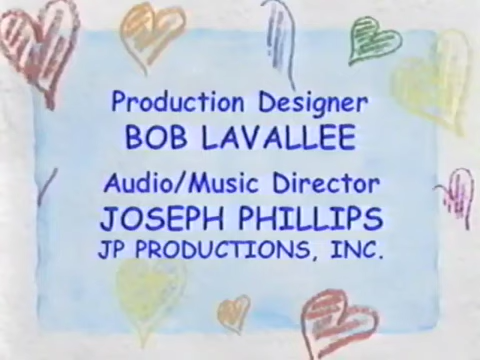 Production Designer
BOB LAVALLEE
Audio/Music Director
JOSEPH PHILLIPS
JP PRODUCTIONS, INC.